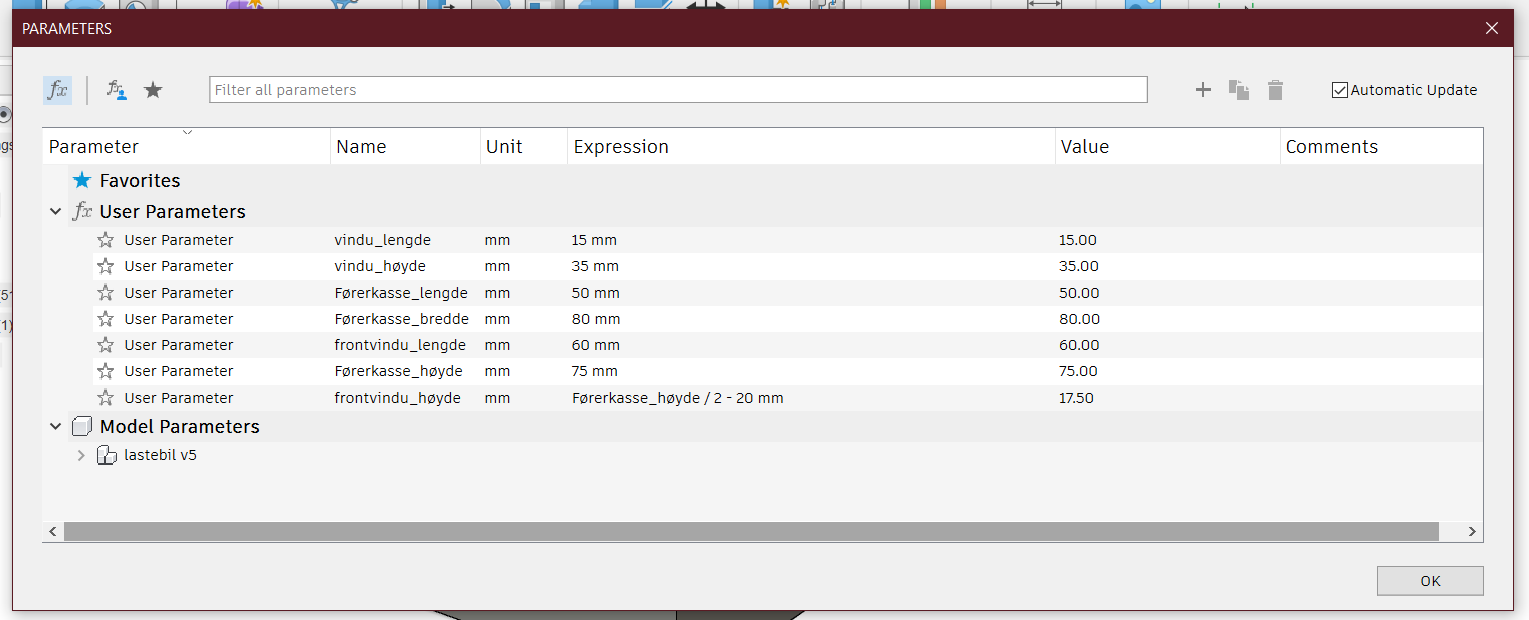 PARAMETERS
fx fx Filter all parameters Automatic Update
Parameter Name Unit Expression Value Comments
Favorites
fx User Parameters
User Parameter vindu_lengde mm 15 mm 15.00
User Parameter vindu_høyde mm 35 mm 35.00
User Parameter Førerkasse_lengde mm 50 mm 50.00
User Parameter Førerkasse_bredde mm 80 mm 80.00
User Parameter frontvindu_lengde mm 60 mm 60.00
User Parameter Førerkasse_høyde mm 75 mm 75.00
User Parameter frontvindu_høyde mm Førerkasse_høyde / 2 - 20 mm 17.50
Model Parameters
lastebil v5
OK